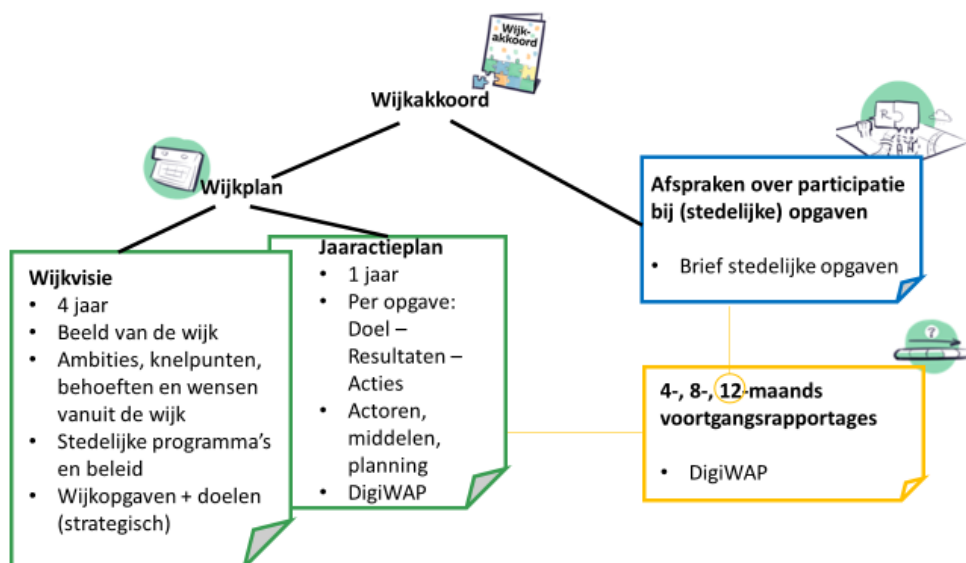 Wijk-
akkoord
Wijkakkoord
R
Wijkplan
Afspraken over participatie
bij (stedelijke) opgaven
• Brief stedelijke opgaven
Wijkvisie
• 4 jaar
• Beeld van de wijk
• Ambities, knelpunten,
behoeften en wensen
vanuit de wijk
• Stedelijke programma's
en beleid
• Wijkopgaven + doelen
(strategisch)
Jaaractieplan
• 1 jaar
• Per opgave:
Doel –
Resultaten –
Acties
• Actoren,
middelen,
planning
• DigiWAP
?
4-, 8-, 12-maands
voortgangsrapportages
• DigiWAP